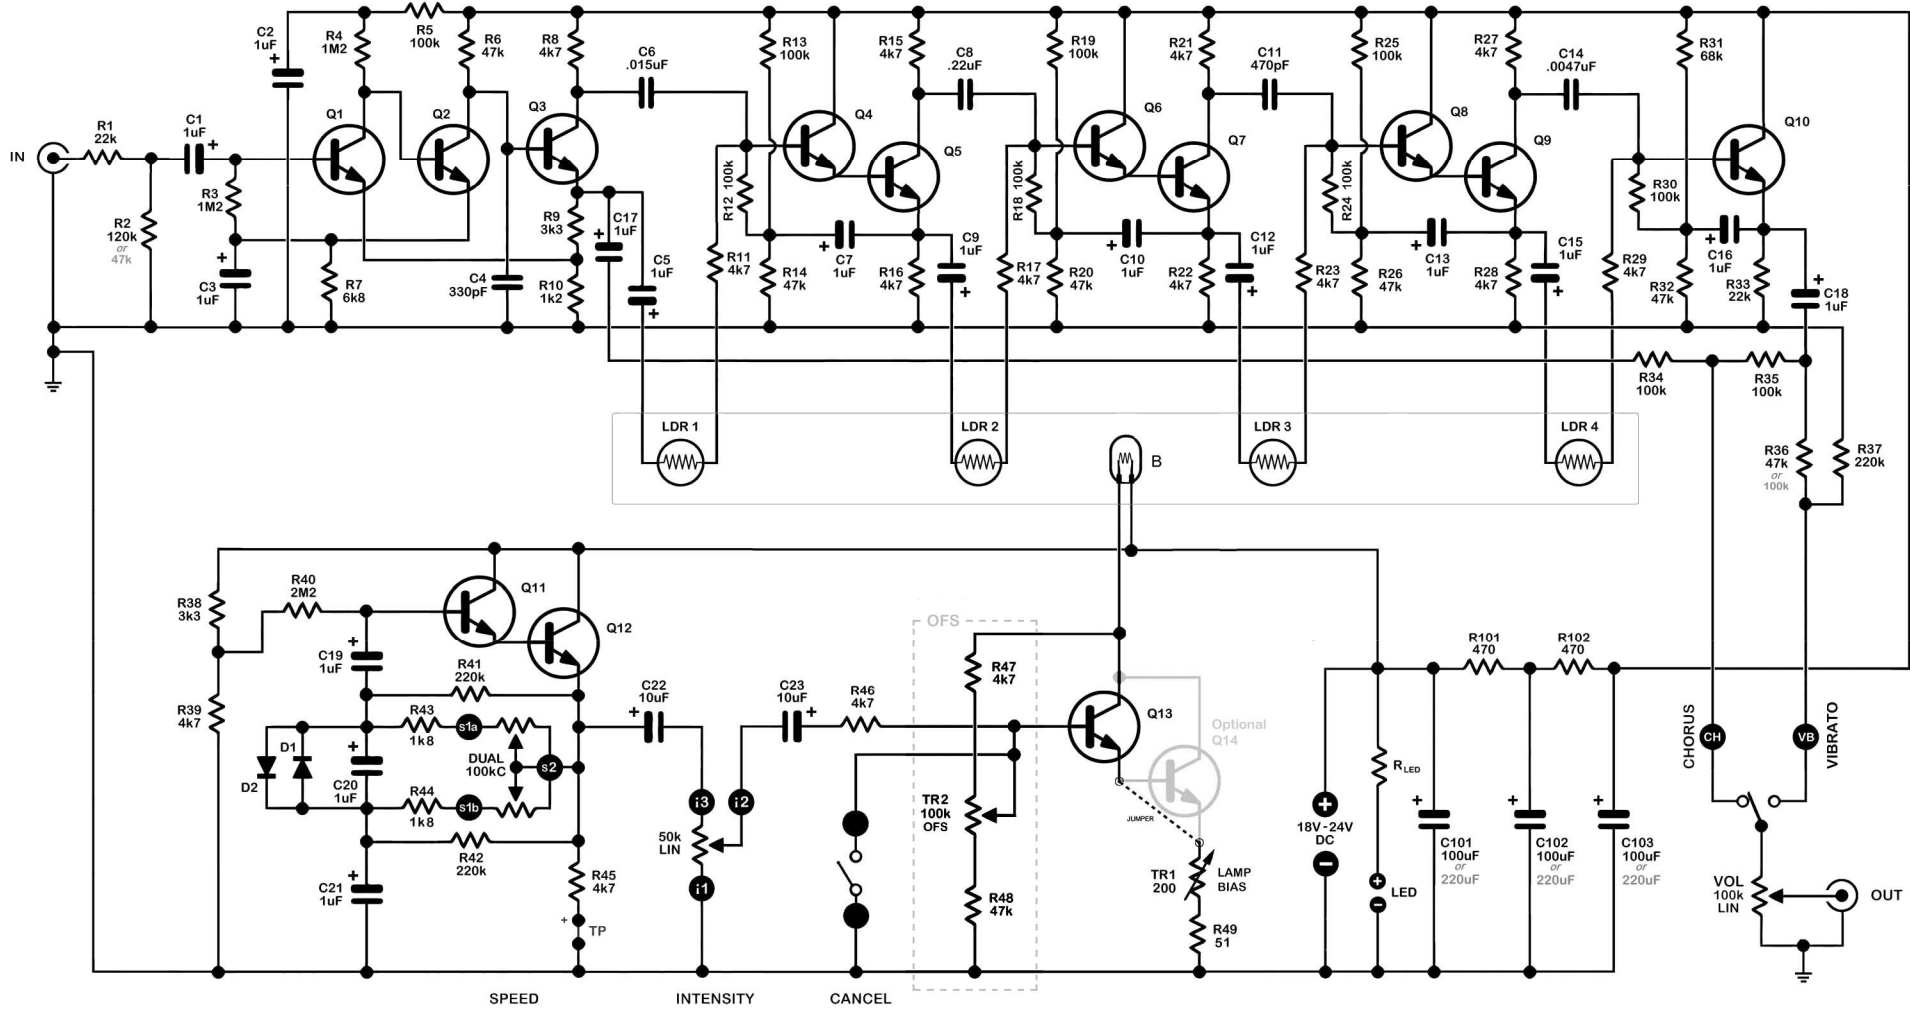 C2
1uF
+
R4
1M2
R5
100k
R6
47k
R8
4k7
C6
.015uF
R13
100k
R15
4k7
C8
.22uF
R19
100k
R21
4k7
C11
470pF
R25
100k
R27
4k7
C14
.0047uF
R31
68k
IN
R1
22k
C1
1uF
+
Q1
Q2
Q3
Q4
Q5
Q6
Q7
Q8
Q9
Q10
R2
120k
or
47k
R3
1M2
+
C3
1uF
R7
6k8
C4
330pF
R9
3k3
R10
1k2
C17
1uF
+
C5
1uF
+
R12 100k
R11
4k7
R14
47k
+
C7
1uF
R16
4k7
C9
1uF
+
R18 100k
R17
4k7
R20
47k
+
C10
1uF
R22
4k7
C12
1uF
+
R24 100k
R23
4k7
R26
47k
+
C13
1uF
R28
4k7
C15
1uF
+
R30
100k
R29
4k7
R32
47k
+
C16
1uF
R33
22k
+
C18
1uF
R34
100k
R35
100k
LDR 1
LDR 2
B
LDR 3
LDR 4
R36
47k
or
100k
R37
220k
R38
3k3
R40
2M2
Q11
Q12
R39
4k7
+
C19
1uF
R41
220k
R43
1k8
s1a
D1
D2
+
C20
1uF
DUAL
100kC
s2
R44
1k8
s1b
R42
220k
+
C21
1uF
R45
4k7
+
TP
C22
10uF
+
i3
i2
50k
LIN
i1
C23
10uF
+
R46
4k7
OFS
R47
4k7
TR2
100k
OFS
R48
47k
Q13
Optional
Q14
JUMPER
TR1
200
LAMP
BIAS
R49
51
+
18V-24V
DC
−
RLED
+
LED
−
R101
470
R102
470
+
C101
100uF
or
220uF
+
C102
100uF
or
220uF
+
C103
100uF
or
220uF
CHORUS
CH
VB
VIBRATO
VOL
100k
LIN
OUT
SPEED
INTENSITY
CANCEL